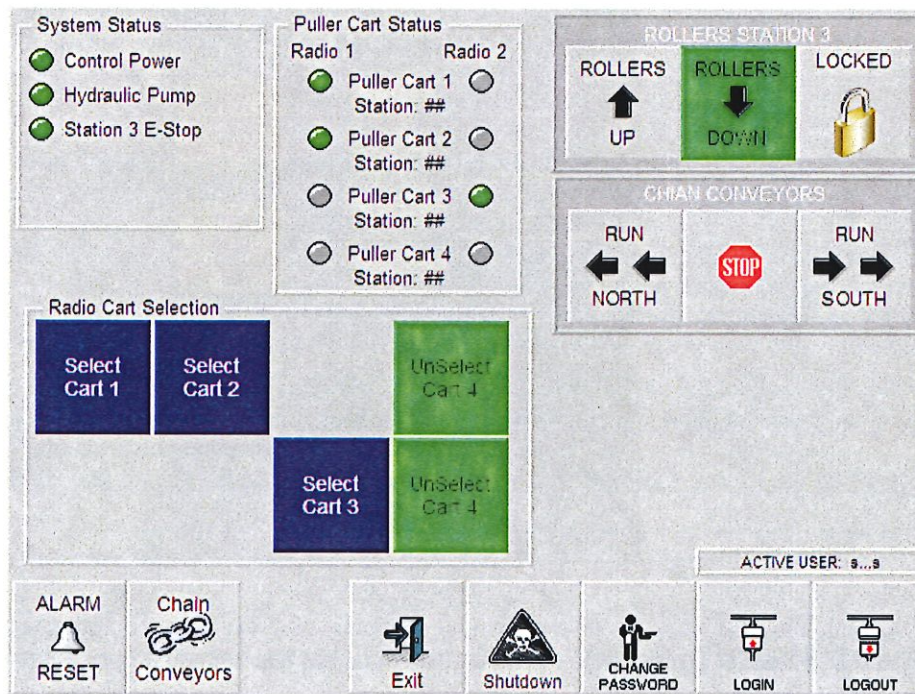 System Status
Control Power
Hydraulic Pump
Station 3 E-Stop
Puller Cart Status
Radio 1 Radio 2
Puller Cart 1
Station: ##
Puller Cart 2
Station: ##
Puller Cart 3
Station: ##
Puller Cart 4
Station: ##
ROLLERS STATION 3
ROLLERS
UP
ROLLERS
DOWN
LOCKED
CHIAN CONVEYORS
RUN
NORTH
STOP
RUN
SOUTH
Radio Cart Selection
Select
Cart 1
Select
Cart 2
UnSelect
Cart 4
Select
Cart 3
UnSelect
Cart 4
ACTIVE USER: s...s
ALARM
RESET
Chain
Conveyors
Exit
Shutdown
CHANGE
PASSWORD
LOGIN
LOGOUT